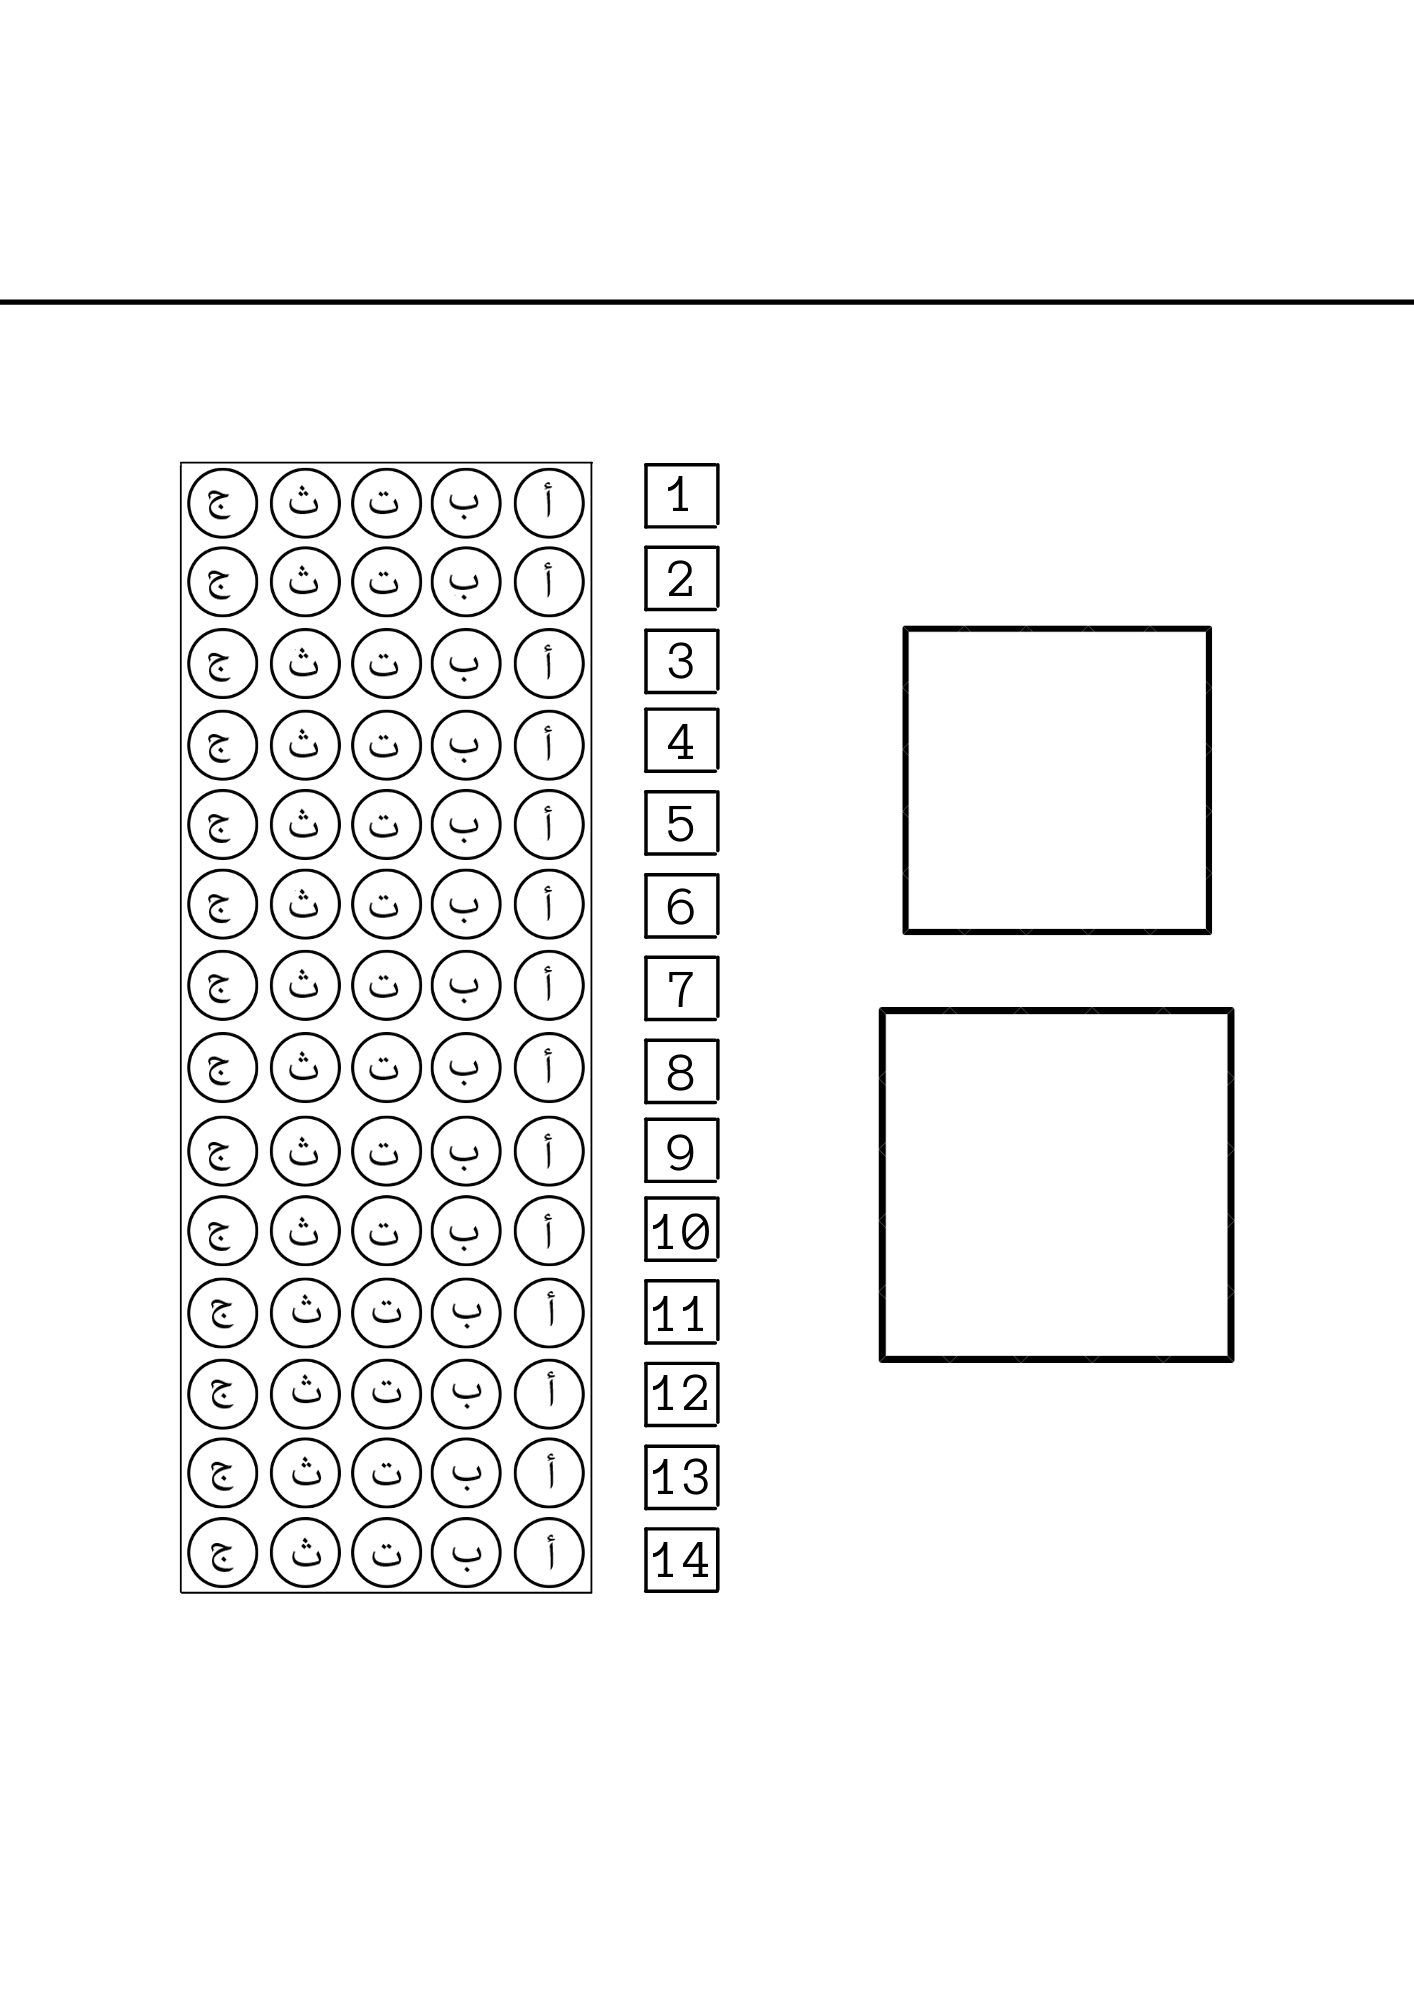 1 أ ب ت ث ج
2 أ ب ت ث ج
3 أ ب ت ث ج
4 أ ب ت ث ج
5 أ ب ت ث ج
6 أ ب ت ث ج
7 أ ب ت ث ج
8 أ ب ت ث ج
9 أ ب ت ث ج
10 أ ب ت ث ج
11 أ ب ت ث ج
12 أ ب ت ث ج
13 أ ب ت ث ج
14 أ ب ت ث ج